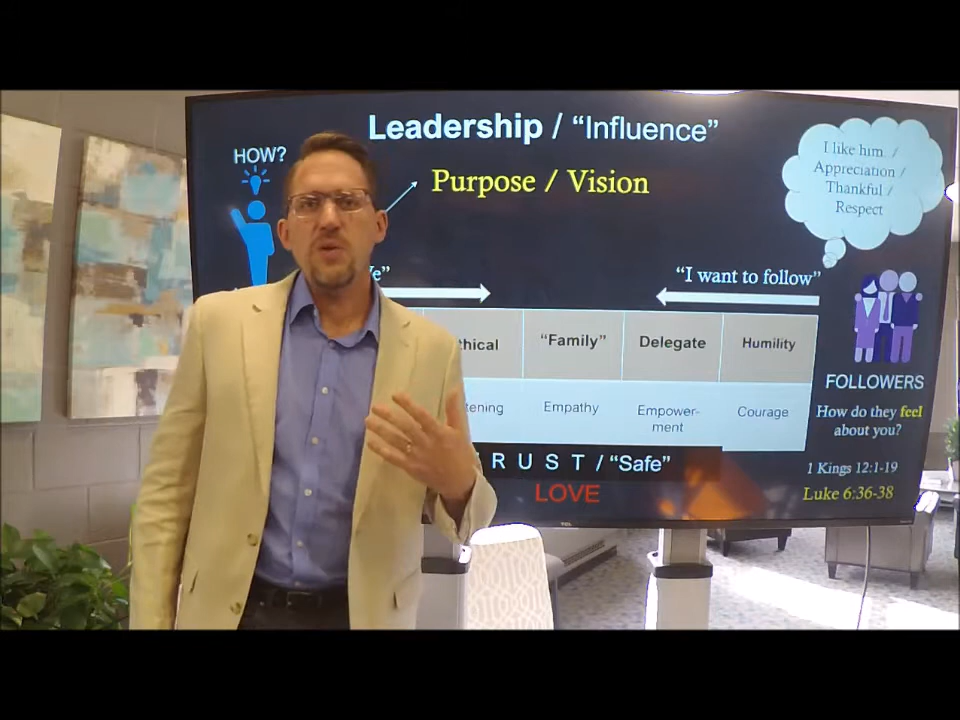 Leadership / “Influence”
HOW?
Purpose / Vision
I like him. /
Appreciation /
Thankful /
Respect
“I want to follow”
“Family”
Delegate
Humility
Empathy
Empower-
ment
Courage
FOLLOWERS
How do they feel
about you?
R U S T / “Safe”
LOVE
1 Kings 12:1-19
Luke 6:36-38
TCL